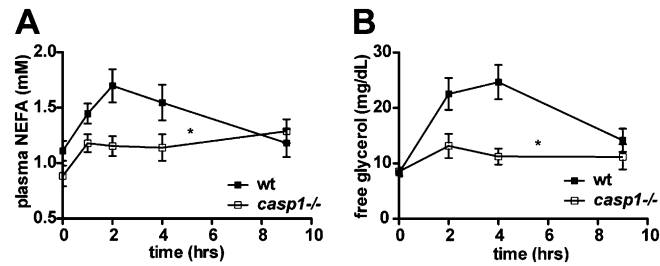 A
plasma NEFA (mM)
2.0
1.5
1.0
0.5
*
wt
casp1-/-
0 2 4 6 8 10
time (hrs)
B
free glycerol (mg/dL)
30
20
10
0
*
wt
casp1-/-
0 2 4 6 8 10
time (hrs)